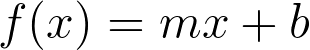 f(x) = mx + b